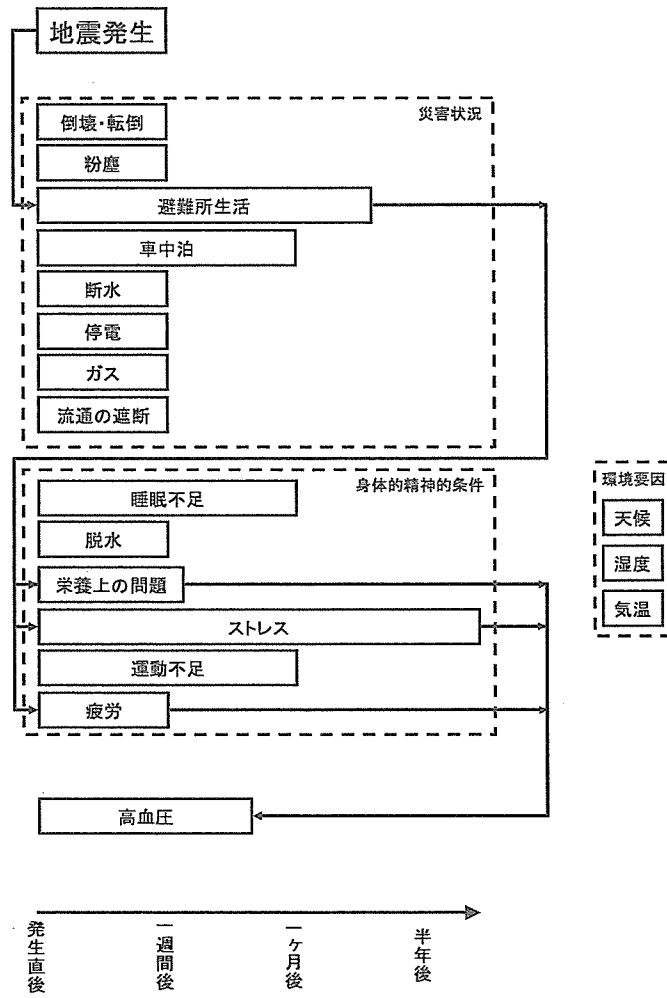 地震発生
災害状況
倒壊・転倒
粉塵
避難所生活
車中泊
断水
停電
ガス
流通の遮断
身体的精神的条件
睡眠不足
脱水
栄養上の問題
ストレス
運動不足
疲労
環境要因
天候
湿度
気温
高血圧
発生直後
一週間後
一ケ月後
半年後